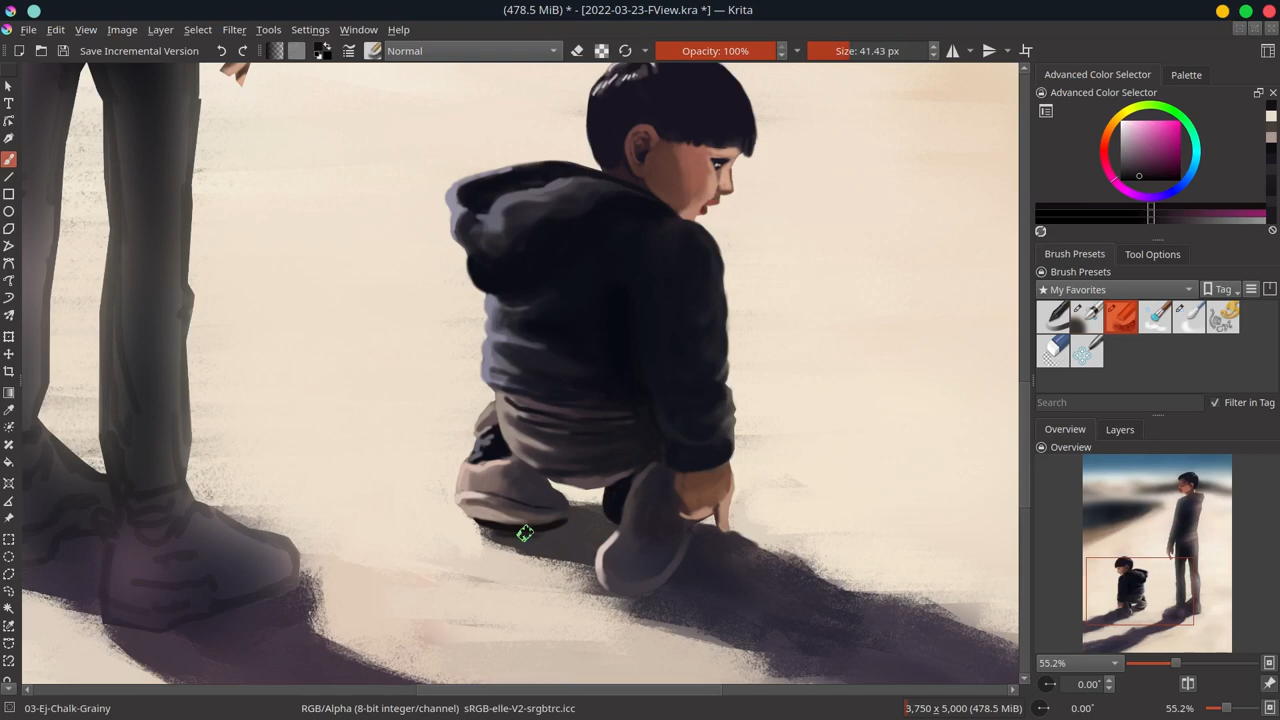 (478.5 MiB) * - [2022-03-23-FView.kra *] — Krita
File Edit View Image Layer Select Filter Tools Settings Window Help
Save Incremental Version Normal Opacity: 100% Size: 41.43 px
Advanced Color Selector Palette
Advanced Color Selector
Brush Presets Tool Options
Brush Presets
★ My Favorites Tag
Search Filter in Tag
Overview Layers
Overview
55.2%
0.00°
03-Ej-Chalk-Grainy RGB/Alpha (8-bit integer/channel) sRGB-elle-V2-srgbtrc.icc 3,750 x 5,000 (478.5 MiB) 0.00° 55.2%